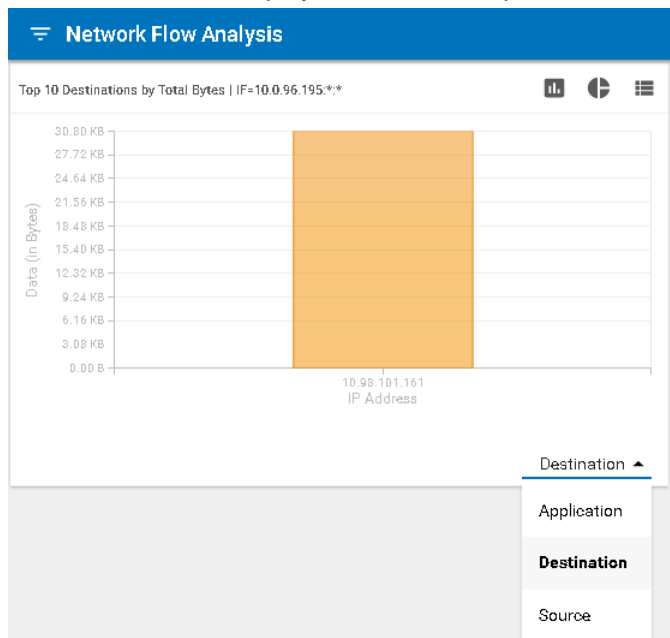 Network Flow Analysis
Top 10 Destinations by Total Bytes | IF=10.0.96.195:*:*
30.80 KB
27.72 KB
24.64 KB
21.56 KB
18.48 KB
15.40 KB
12.32 KB
9.24 KB
6.16 KB
3.08 KB
0.00 B
Data (in Bytes)
10.98.101.161
IP Address
Destination
Application
Destination
Source